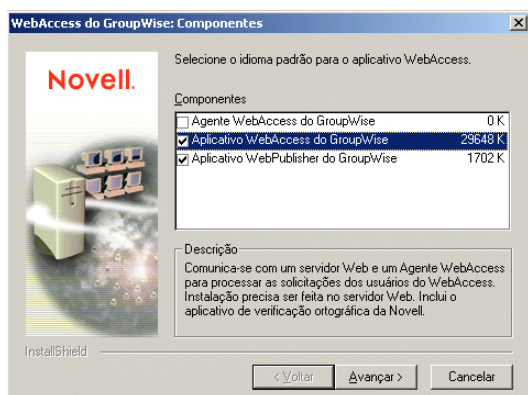 WebAccess do GroupWise: Componentes
Novell.
Selecione o idioma padrão para o aplicativo WebAccess.
Componentes
Agente WebAccess do GroupWise 0 K
Aplicativo WebAccess do GroupWise 29648 K
Aplicativo WebPublisher do GroupWise 1702 K
Descrição
Comunica-se com um servidor Web e um Agente WebAccess
para processar as solicitações dos usuários do WebAccess.
Instalação precisa ser feita no servidor Web. Inclui o
aplicativo de verificação ortográfica da Novell.
InstallShield
< Voltar Avançar > Cancelar